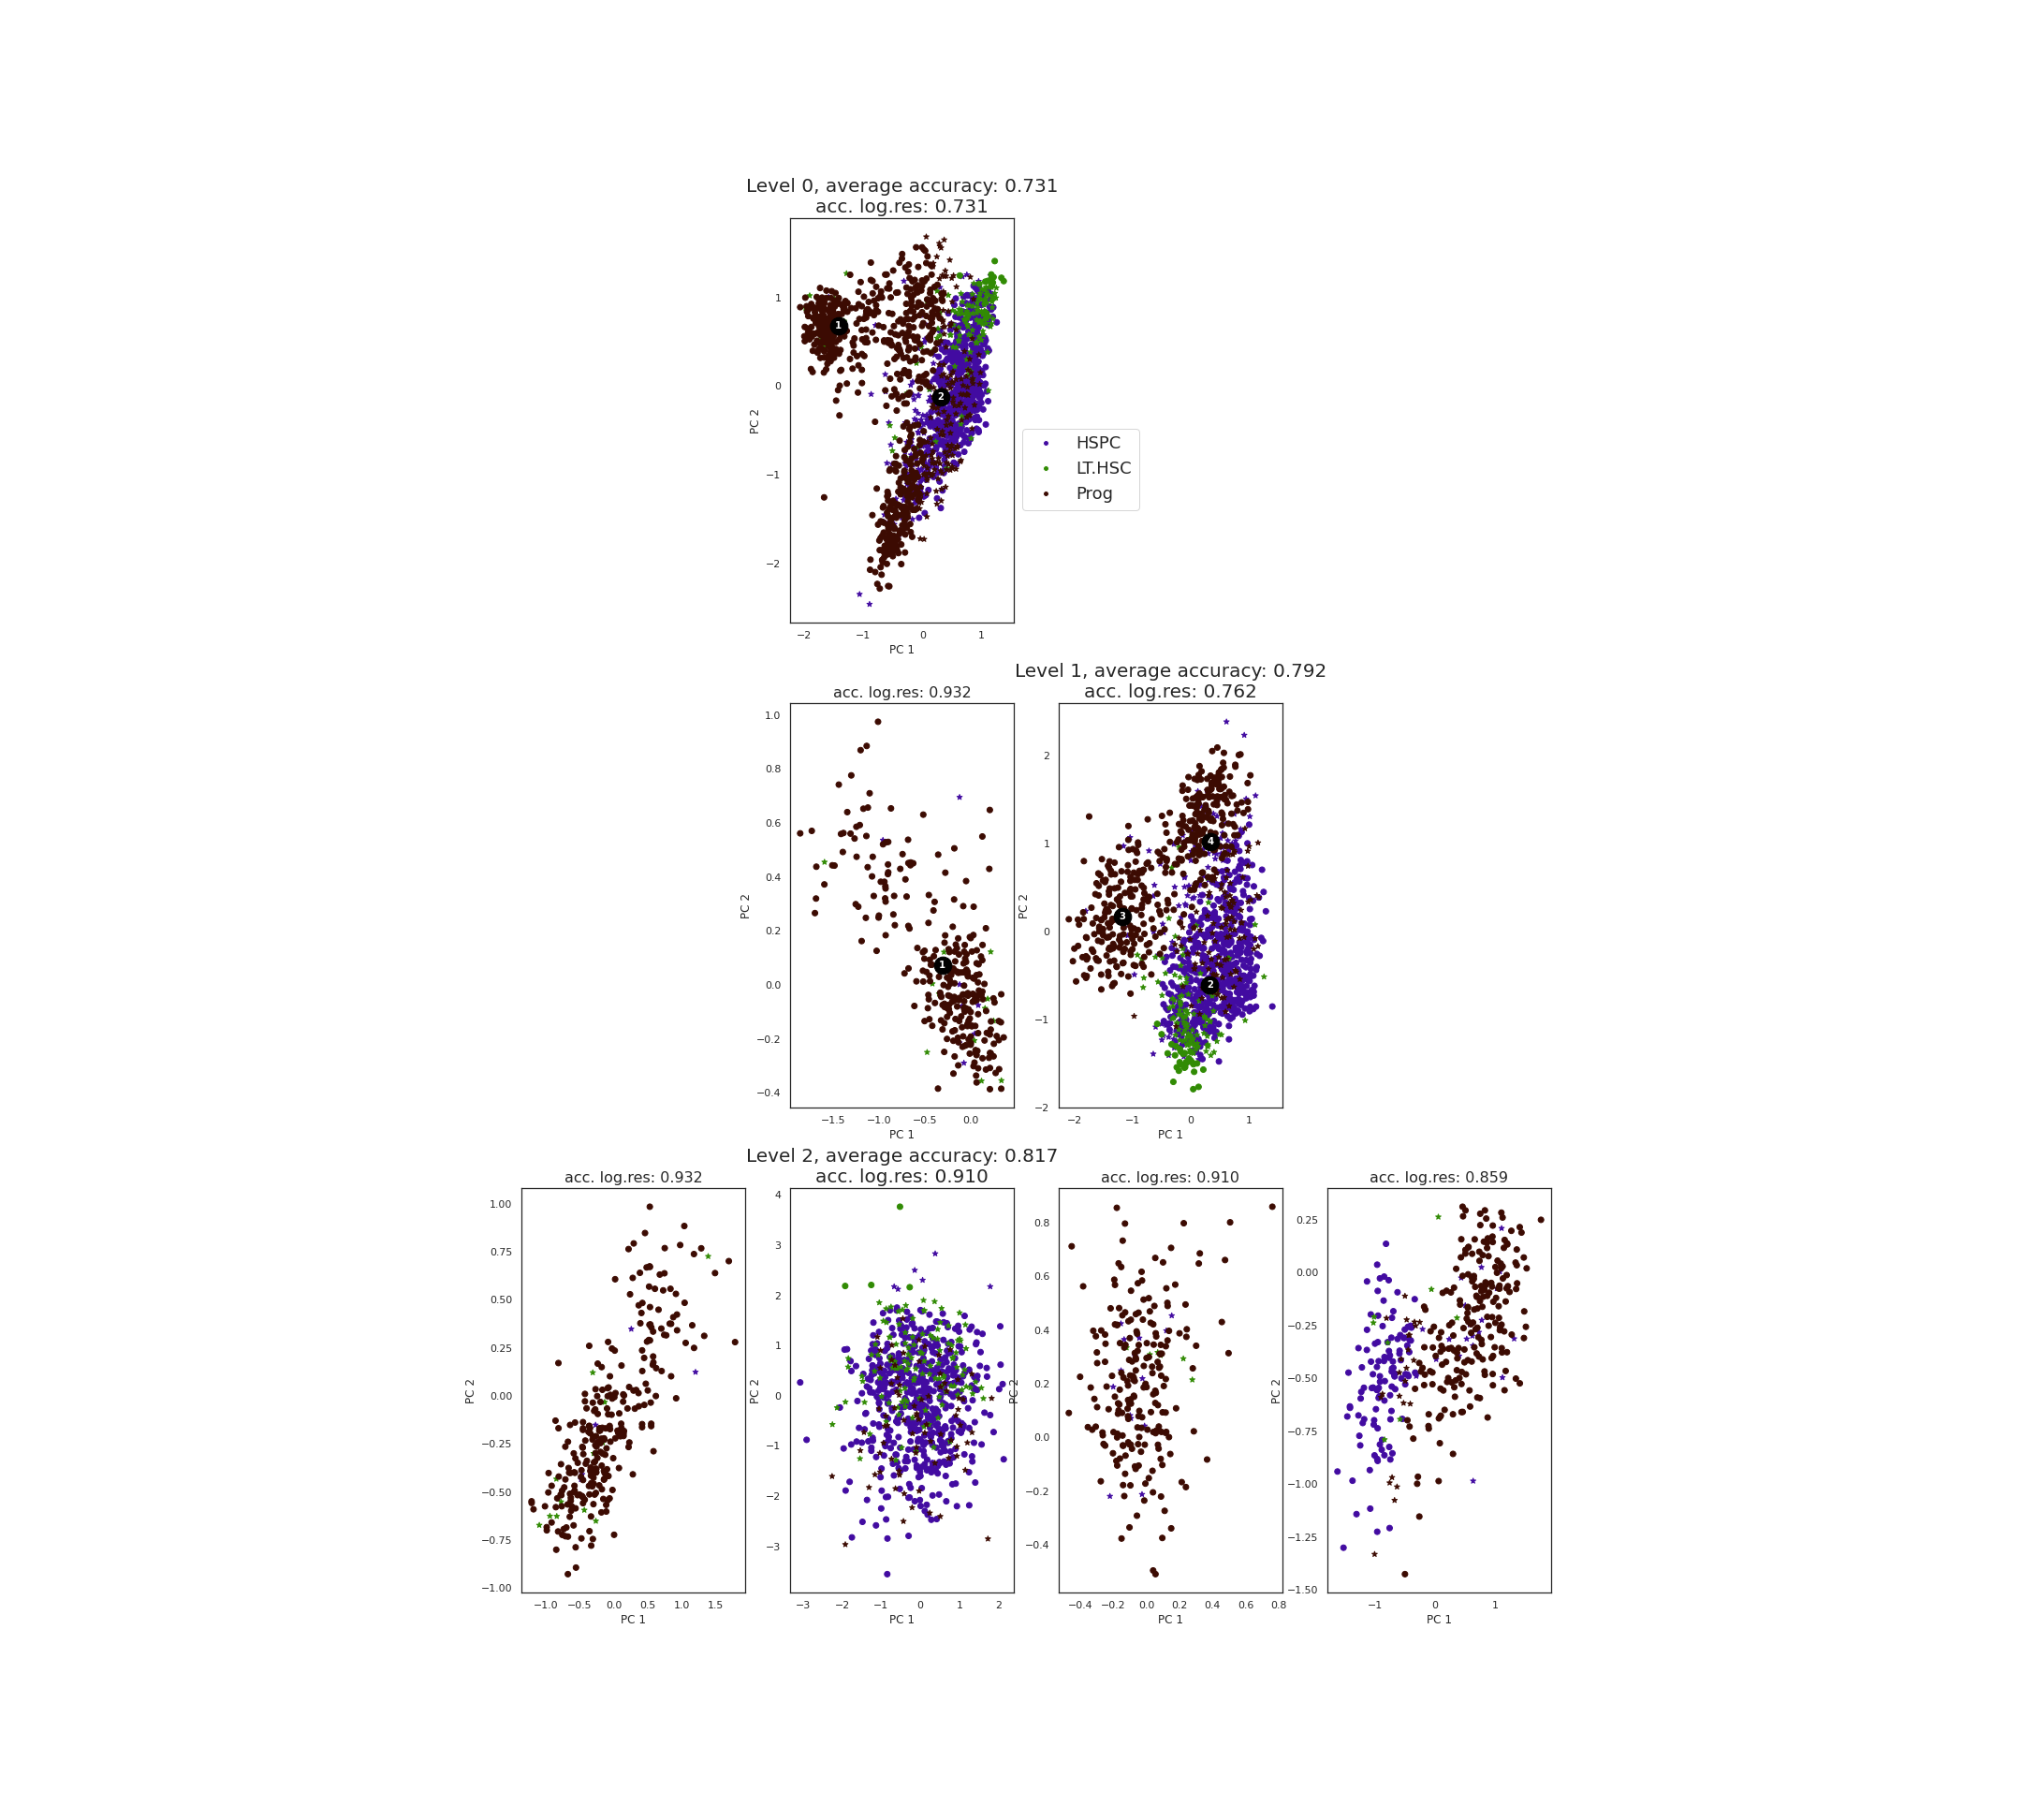 Level 0, average accuracy: 0.731
acc. log.res: 0.731
1
0
−1
−2
PC 2
1
2
−2 −1 0 1
PC 1
HSPC
LT.HSC
Prog
acc. log.res: 0.932
1.0
0.8
0.6
0.4
0.2
0.0
−0.2
−0.4
PC 2
1
−1.5 −1.0 −0.5 0.0
PC 1
Level 1, average accuracy: 0.792
acc. log.res: 0.762
2
1
0
−1
−2
PC 2
4
3
2
−2 −1 0 1
PC 1
acc. log.res: 0.932
1.00
0.75
0.50
0.25
0.00
−0.25
−0.50
−0.75
−1.00
PC 2
−1.0 −0.5 0.0 0.5 1.0 1.5
PC 1
Level 2, average accuracy: 0.817
acc. log.res: 0.910
4
3
2
1
0
−1
−2
−3
PC 2
−3 −2 −1 0 1 2
PC 1
acc. log.res: 0.910
0.8
0.6
0.4
0.2
0.0
−0.2
−0.4
PC 2
−0.4 −0.2 0.0 0.2 0.4 0.6 0.8
PC 1
acc. log.res: 0.859
0.25
0.00
−0.25
−0.50
−0.75
−1.00
−1.25
−1.50
PC 2
−1 0 1
PC 1